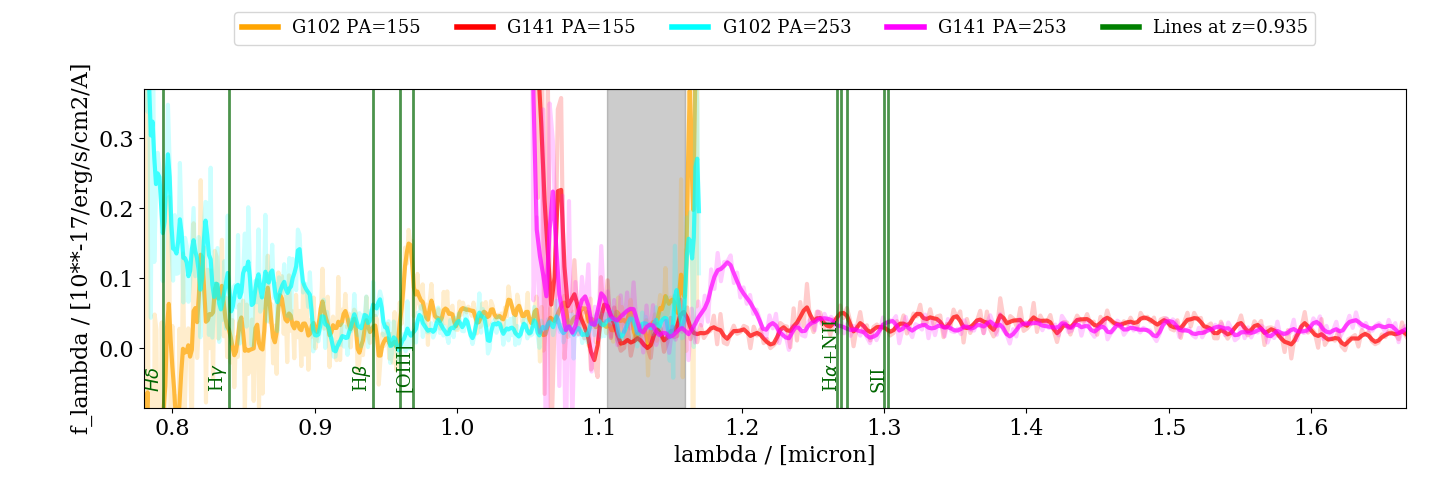 G102 PA=155 G141 PA=155 G102 PA=253 G141 PA=253 Lines at z=0.935
f_lambda / [10**-17/erg/s/cm2/A]
0.3
0.2
0.1
0.0
Hδ Hγ Hβ [OIII] Hα+NII SII
0.8 0.9 1.0 1.1 1.2 1.3 1.4 1.5 1.6
lambda / [micron]